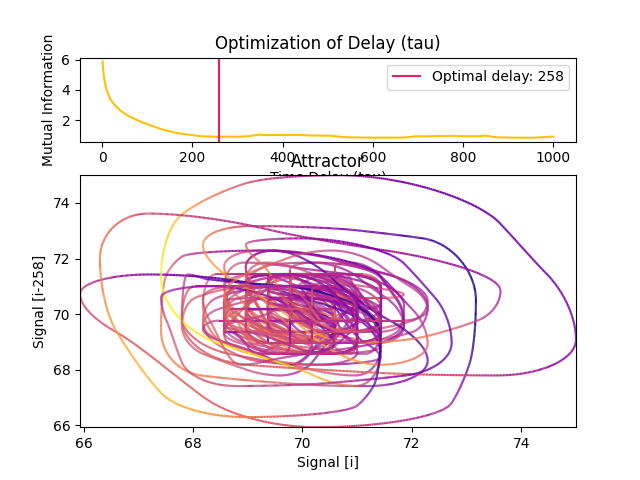 Optimization of Delay (tau)
Mutual Information
6
4
2
Optimal delay: 258
0 200 400 600 800 1000
Time Delay (tau)
Attractor
Signal [i-258]
74
72
70
68
66
66 68 70 72 74
Signal [i]